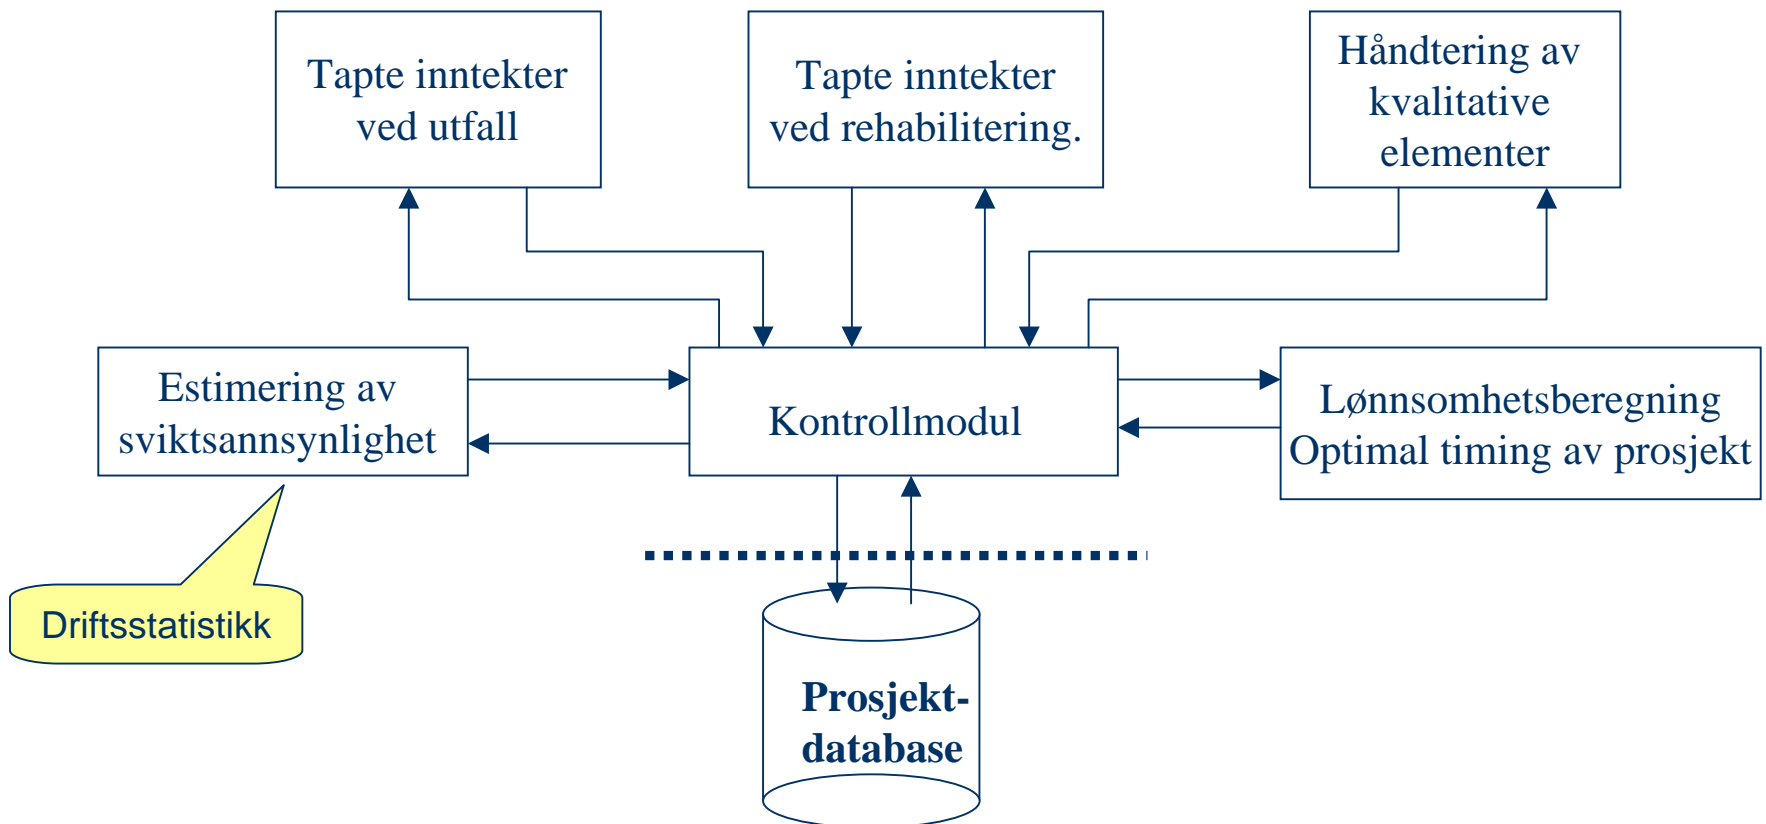 Tapte inntekter
ved utfall
Tapte inntekter
ved rehabilitering.
Håndtering av
kvalitative
elementer
Estimering av
sviktsannsynlighet
Kontrollmodul
Lønnsomhetsberegning
Optimal timing av prosjekt
Driftsstatistikk
Prosjekt-
database